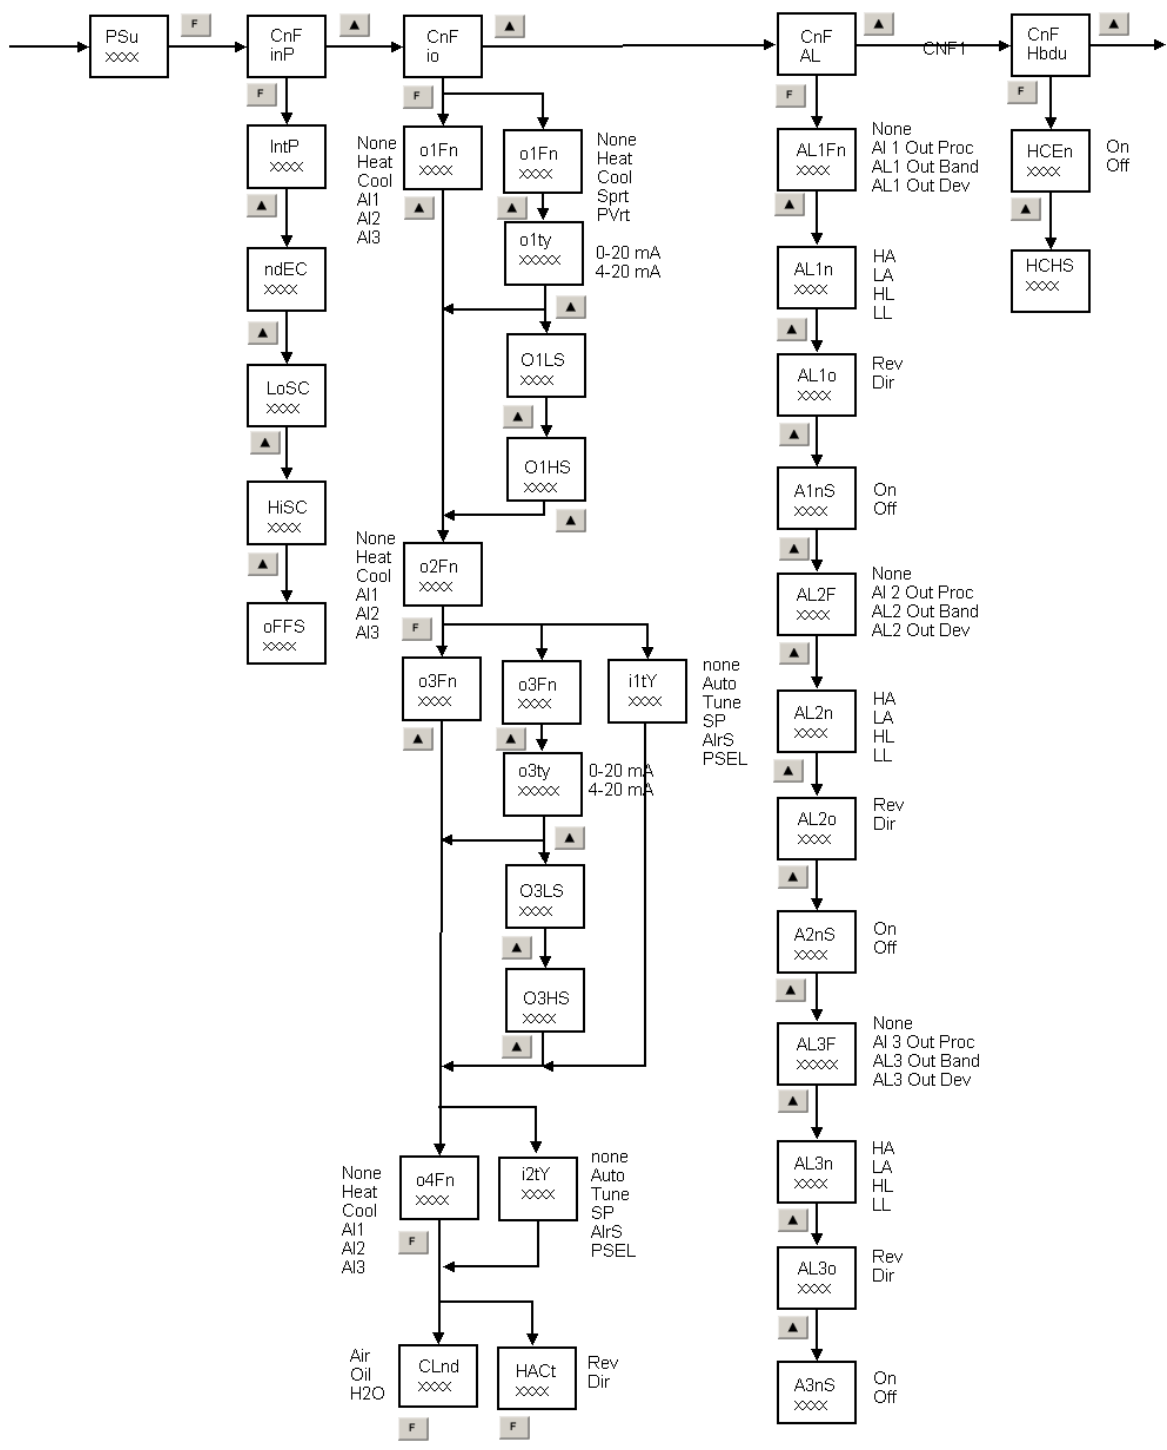 PSu
xxxx
F
CnF
inP
▲
CnF
io
▲
CnF
AL
▲
CNF1
CnF
Hbdu
▲
F
IntP
xxxx
▲
ndEC
xxxx
▲
LoSC
xxxx
▲
HiSC
xxxx
▲
oFFS
xxxx
F
None
Heat
Cool
Al1
Al2
Al3
o1Fn
xxxx
▲
o1Fn
xxxx
None
Heat
Cool
Sprt
PVrt
▲
o1ty
xxxxx
0-20 mA
4-20 mA
▲
O1LS
xxxx
▲
O1HS
xxxx
▲
None
Heat
Cool
Al1
Al2
Al3
o2Fn
xxxx
F
o3Fn
xxxx
▲
o3Fn
xxxx
▲
i1tY
xxxx
none
Auto
Tune
SP
AlrS
PSEL
o3ty
xxxxx
0-20 mA
4-20 mA
▲
O3LS
xxxx
▲
O3HS
xxxx
▲
None
Heat
Cool
Al1
Al2
Al3
o4Fn
xxxx
F
i2tY
xxxx
none
Auto
Tune
SP
AlrS
PSEL
Air
Oil
H2O
CLnd
xxxx
F
HACt
xxxx
Rev
Dir
F
F
AL1Fn
xxxx
None
Al 1 Out Proc
AL1 Out Band
AL1 Out Dev
▲
AL1n
xxxx
HA
LA
HL
LL
▲
AL1o
xxxx
Rev
Dir
▲
A1nS
xxxx
On
Off
▲
AL2F
xxxx
None
Al 2 Out Proc
AL2 Out Band
AL2 Out Dev
▲
AL2n
xxxx
HA
LA
HL
LL
▲
AL2o
xxxx
Rev
Dir
▲
A2nS
xxxx
On
Off
▲
AL3F
xxxxx
None
Al 3 Out Proc
AL3 Out Band
AL3 Out Dev
▲
AL3n
xxxx
HA
LA
HL
LL
▲
AL3o
xxxx
Rev
Dir
▲
A3nS
xxxx
On
Off
F
HCEn
xxxx
On
Off
▲
HCHS
xxxx